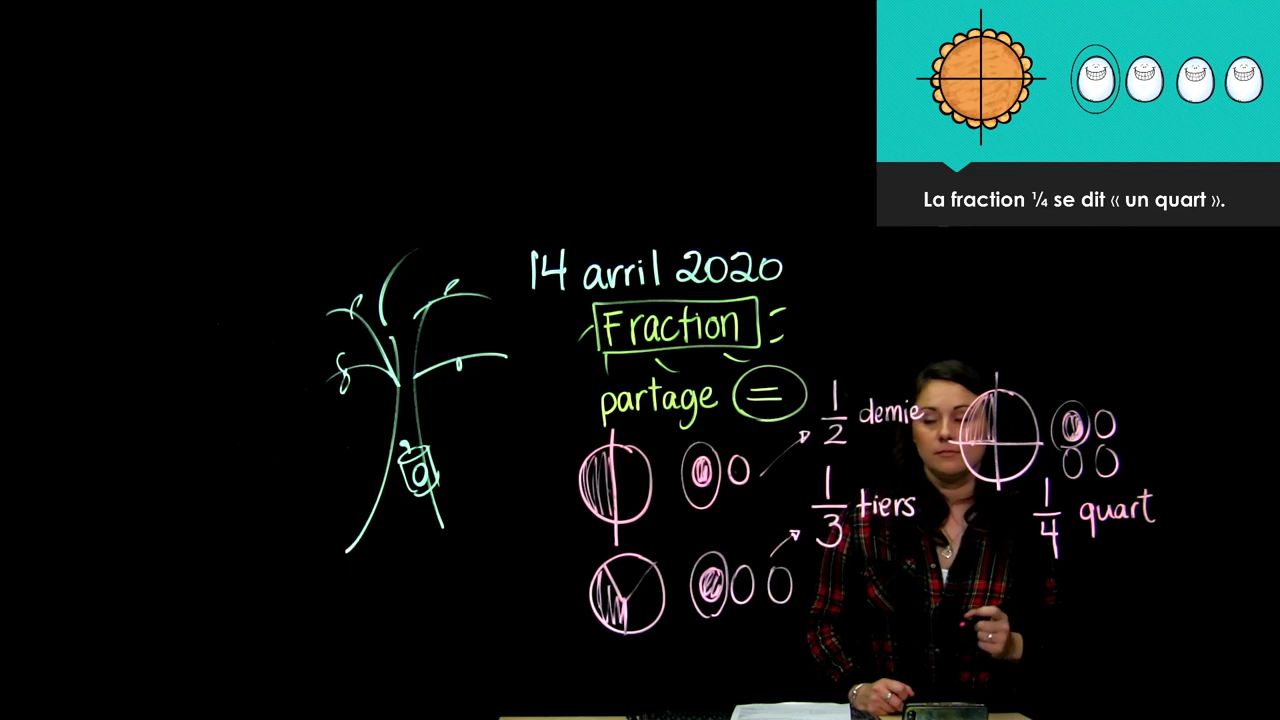 La fraction ¼ se dit « un quart ».
14 avril 2020
Fraction :
partage =
1/2 demie
1/3 tiers
1/4 quart